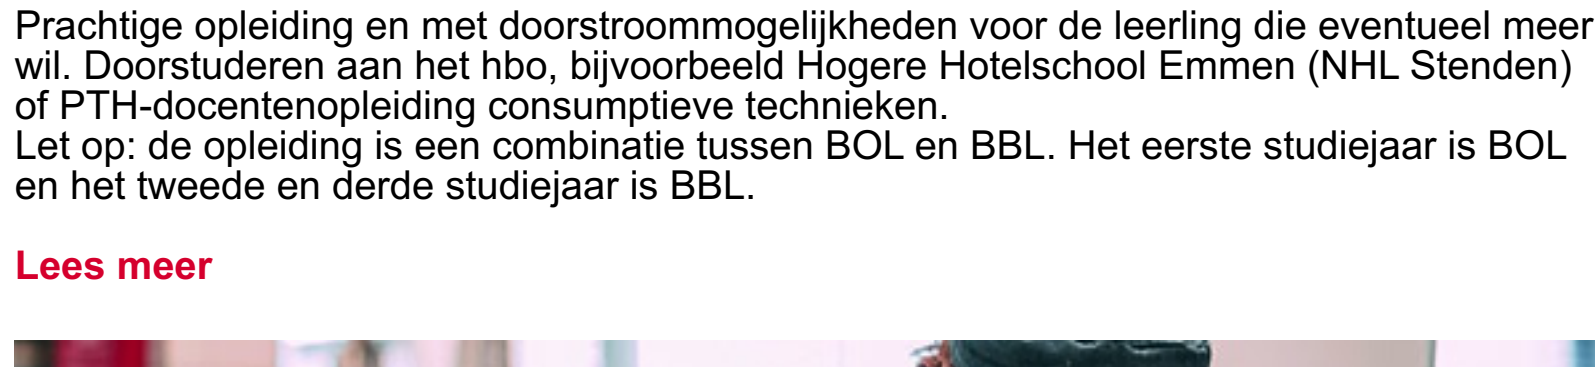 Prachtige opleiding en met doorstroommogelijkheden voor de leerling die eventueel meer
wil. Doorstuderen aan het hbo, bijvoorbeeld Hogere Hotelschool Emmen (NHL Stenden)
of PTH-docentenopleiding consumptieve technieken.
Let op: de opleiding is een combinatie tussen BOL en BBL. Het eerste studiejaar is BOL
en het tweede en derde studiejaar is BBL.
Lees meer